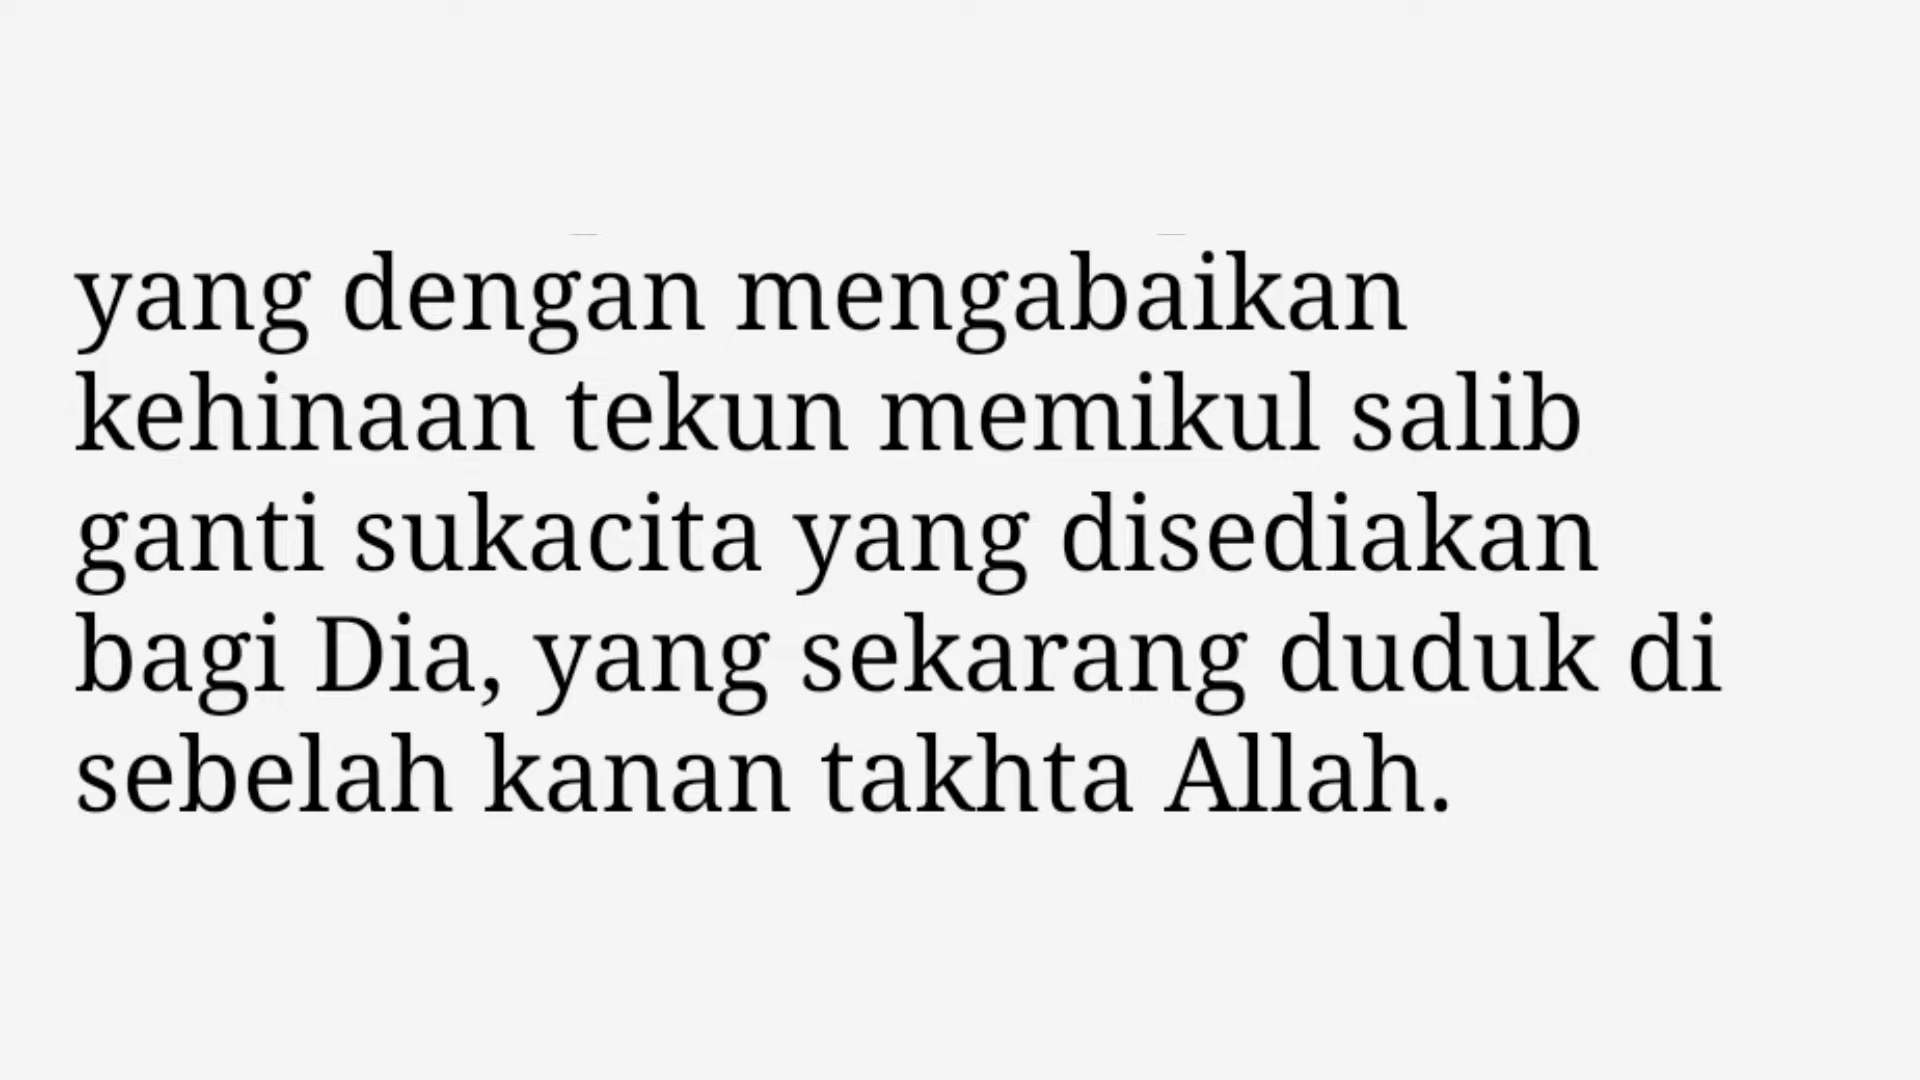 yang dengan mengabaikan
kehinaan tekun memikul salib
ganti sukacita yang disediakan
bagi Dia, yang sekarang duduk di
sebelah kanan takhta Allah.